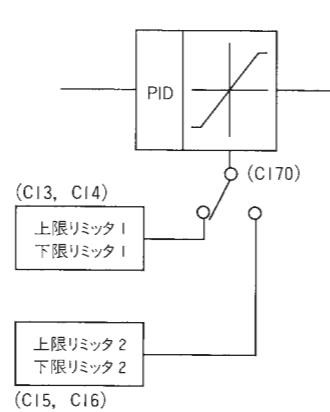 PID
(C170)
(C13, C14)
上限リミッタ1
下限リミッタ1
上限リミッタ2
下限リミッタ2
(C15, C16)